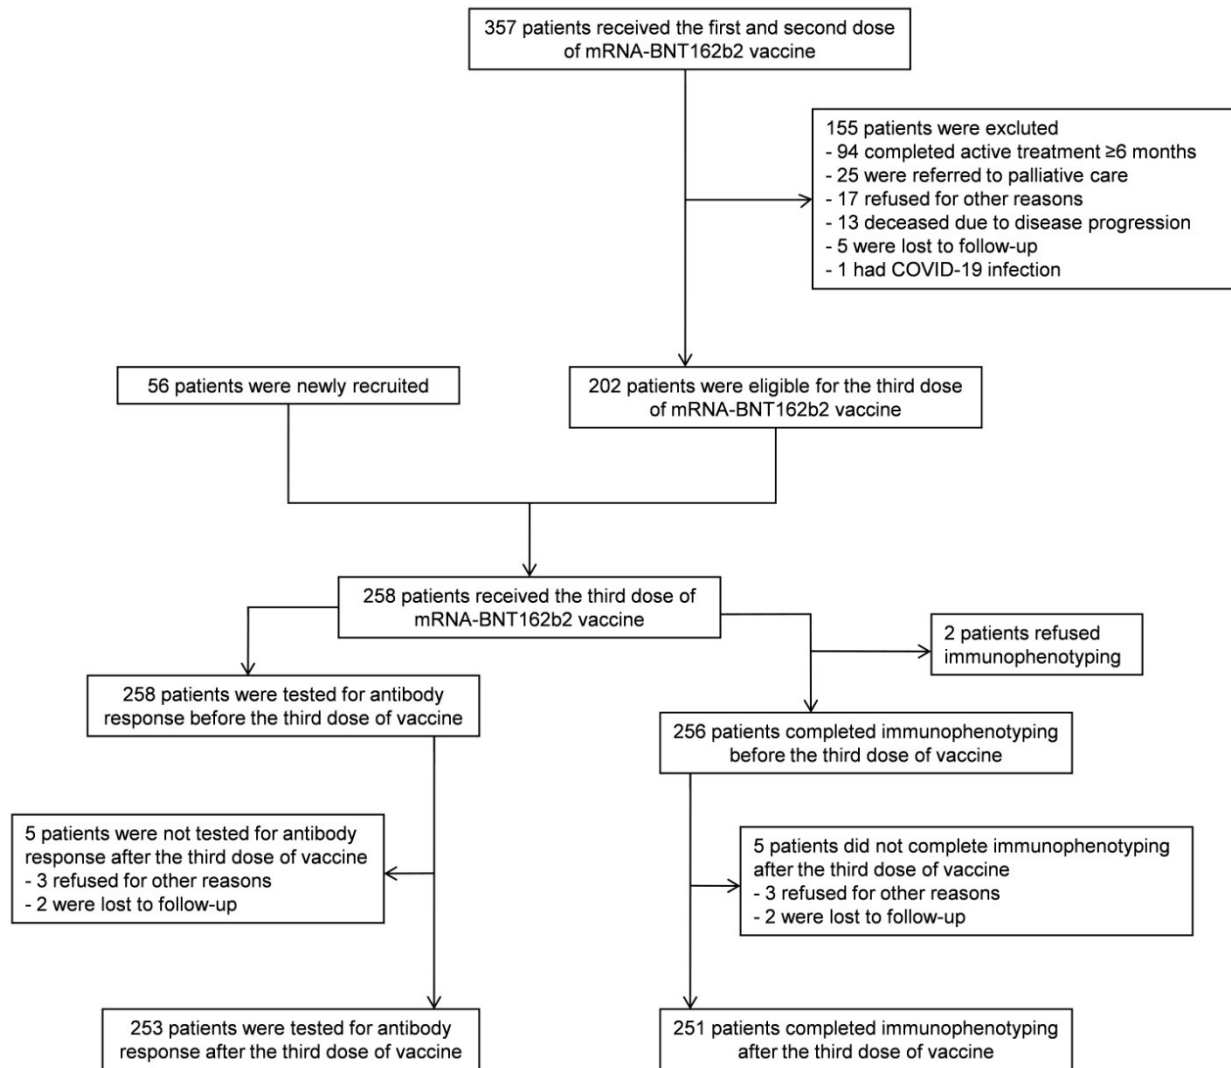 357 patients received the first and second dose
of mRNA-BNT162b2 vaccine
155 patients were excluted
- 94 completed active treatment ≥6 months
- 25 were referred to palliative care
- 17 refused for other reasons
- 13 deceased due to disease progression
- 5 were lost to follow-up
- 1 had COVID-19 infection
56 patients were newly recruited
202 patients were eligible for the third dose
of mRNA-BNT162b2 vaccine
258 patients received the third dose of
mRNA-BNT162b2 vaccine
2 patients refused
immunophenotyping
258 patients were tested for antibody
response before the third dose of vaccine
256 patients completed immunophenotyping
before the third dose of vaccine
5 patients were not tested for antibody
response after the third dose of vaccine
- 3 refused for other reasons
- 2 were lost to follow-up
5 patients did not complete immunophenotyping
after the third dose of vaccine
- 3 refused for other reasons
- 2 were lost to follow-up
253 patients were tested for antibody
response after the third dose of vaccine
251 patients completed immunophenotyping
after the third dose of vaccine